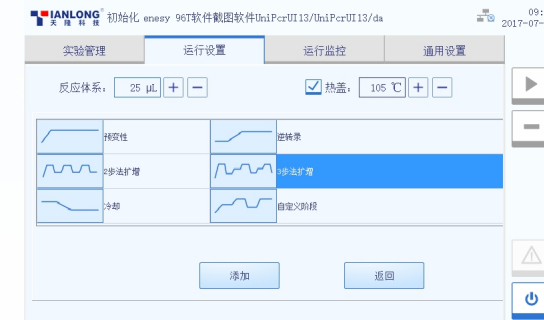 TIANLONG®
天隆科技
初始化 enesy 96T软件截图软件UniPcrUI13/UniPcrUI13/da
09:
2017-07-
实验管理 运行设置 运行监控 通用设置
反应体系: 25 μL + − 热盖: 105 ℃ + −
预变性 逆转录
2步法扩增 3步法扩增
冷却 自定义阶段
添加 返回